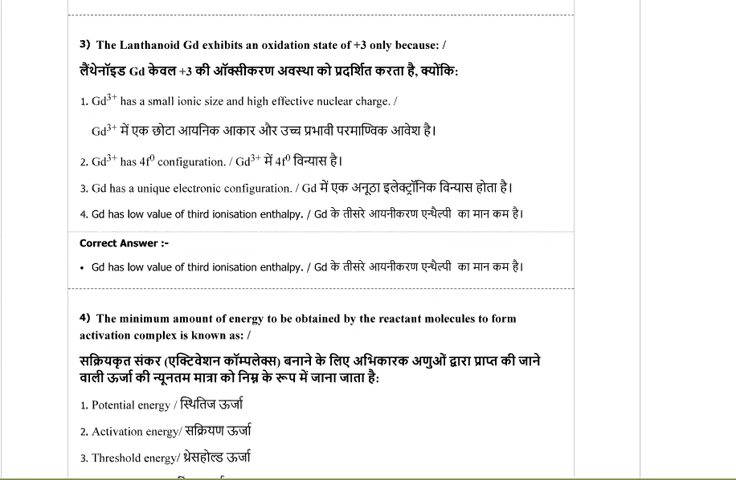 3) The Lanthanoid Gd exhibits an oxidation state of +3 only because: /
लैंथेनॉइड Gd केवल +3 की ऑक्सीकरण अवस्था को प्रदर्शित करता है, क्योंकि:
1. Gd³⁺ has a small ionic size and high effective nuclear charge. /
Gd³⁺ में एक छोटा आयनिक आकार और उच्च प्रभावी परमाण्विक आवेश है।
2. Gd³⁺ has 4f⁰ configuration. / Gd³⁺ में 4f⁰ विन्यास है।
3. Gd has a unique electronic configuration. / Gd में एक अनूठा इलेक्ट्रॉनिक विन्यास होता है।
4. Gd has low value of third ionisation enthalpy. / Gd के तीसरे आयनीकरण एन्थैल्पी का मान कम है।
Correct Answer :-
• Gd has low value of third ionisation enthalpy. / Gd के तीसरे आयनीकरण एन्थैल्पी का मान कम है।
4) The minimum amount of energy to be obtained by the reactant molecules to form
activation complex is known as: /
सक्रियकृत संकर (एक्टिवेशन कॉम्पलेक्स) बनाने के लिए अभिकारक अणुओं द्वारा प्राप्त की जाने
वाली ऊर्जा की न्यूनतम मात्रा को निम्न के रूप में जाना जाता है:
1. Potential energy / स्थितिज ऊर्जा
2. Activation energy/ सक्रियण ऊर्जा
3. Threshold energy/ थ्रेसहोल्ड ऊर्जा